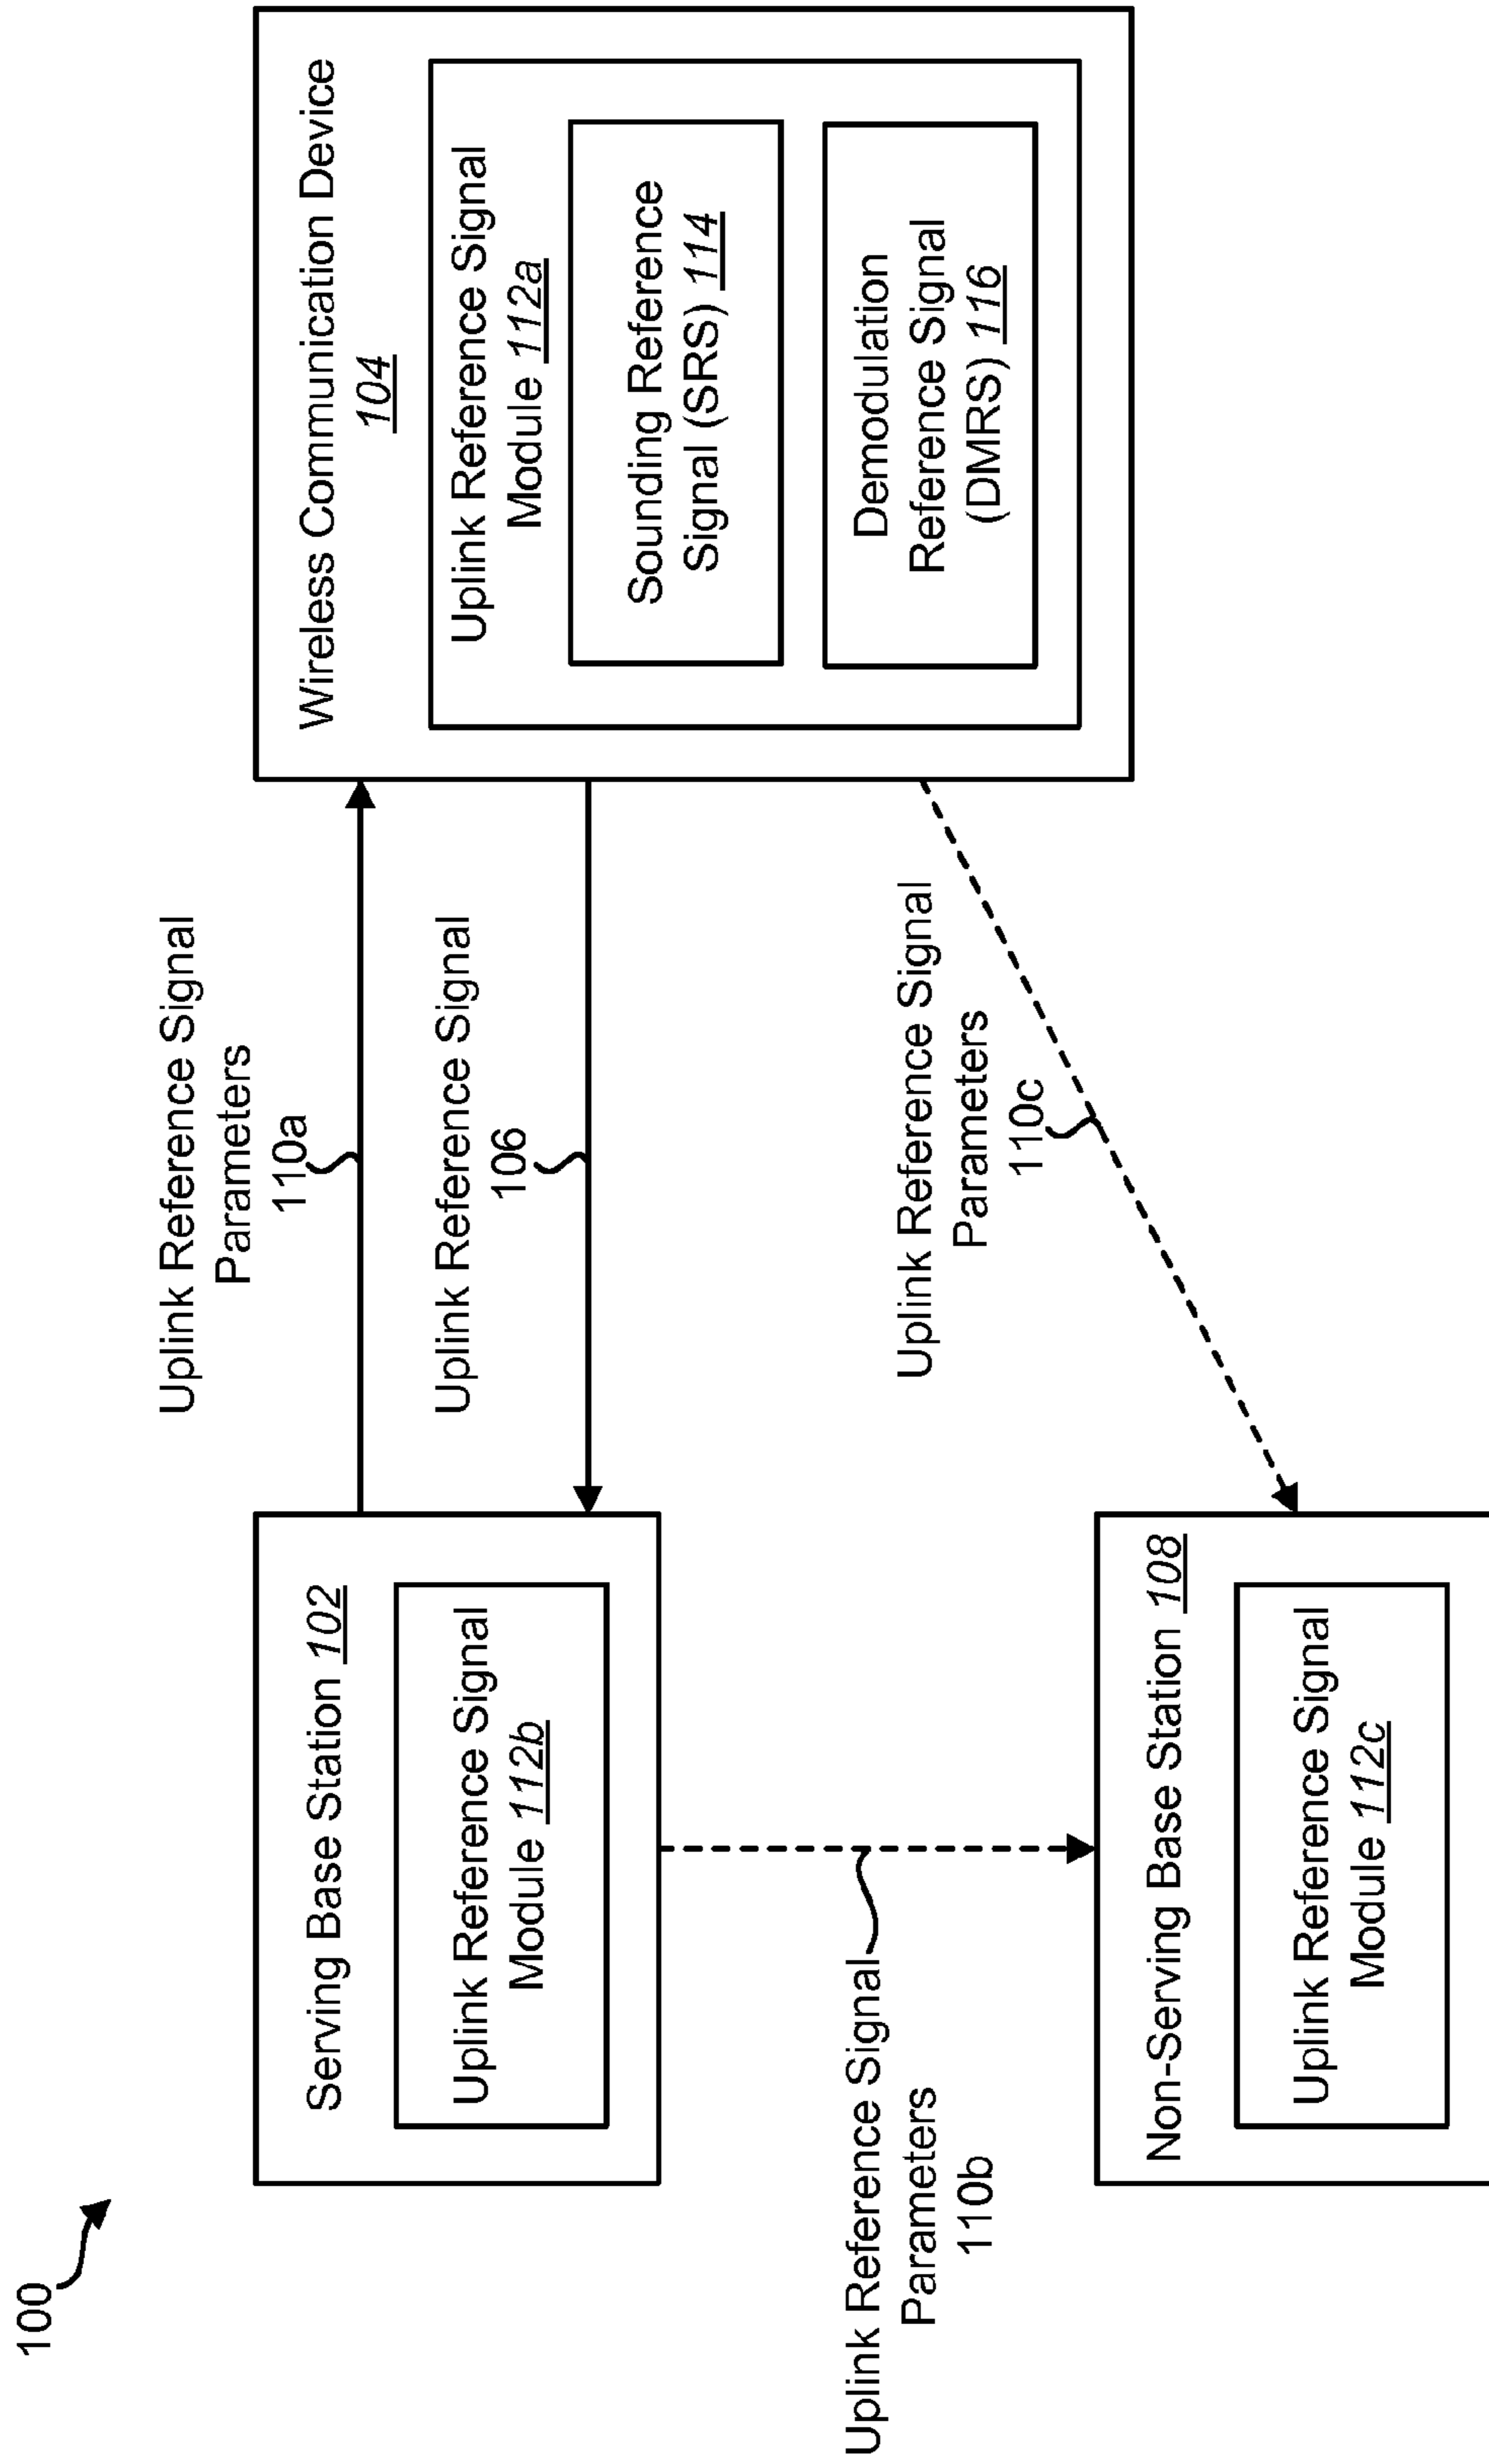 100
Serving Base Station 102
Uplink Reference Signal
Module 112b
Uplink Reference Signal
Parameters
110a
Uplink Reference Signal
106
Wireless Communication Device
104
Uplink Reference Signal
Module 112a
Sounding Reference
Signal (SRS) 114
Demodulation
Reference Signal
(DMRS) 116
Uplink Reference Signal
Parameters
110b
Uplink Reference Signal
Parameters
110c
Non-Serving Base Station 108
Uplink Reference Signal
Module 112c